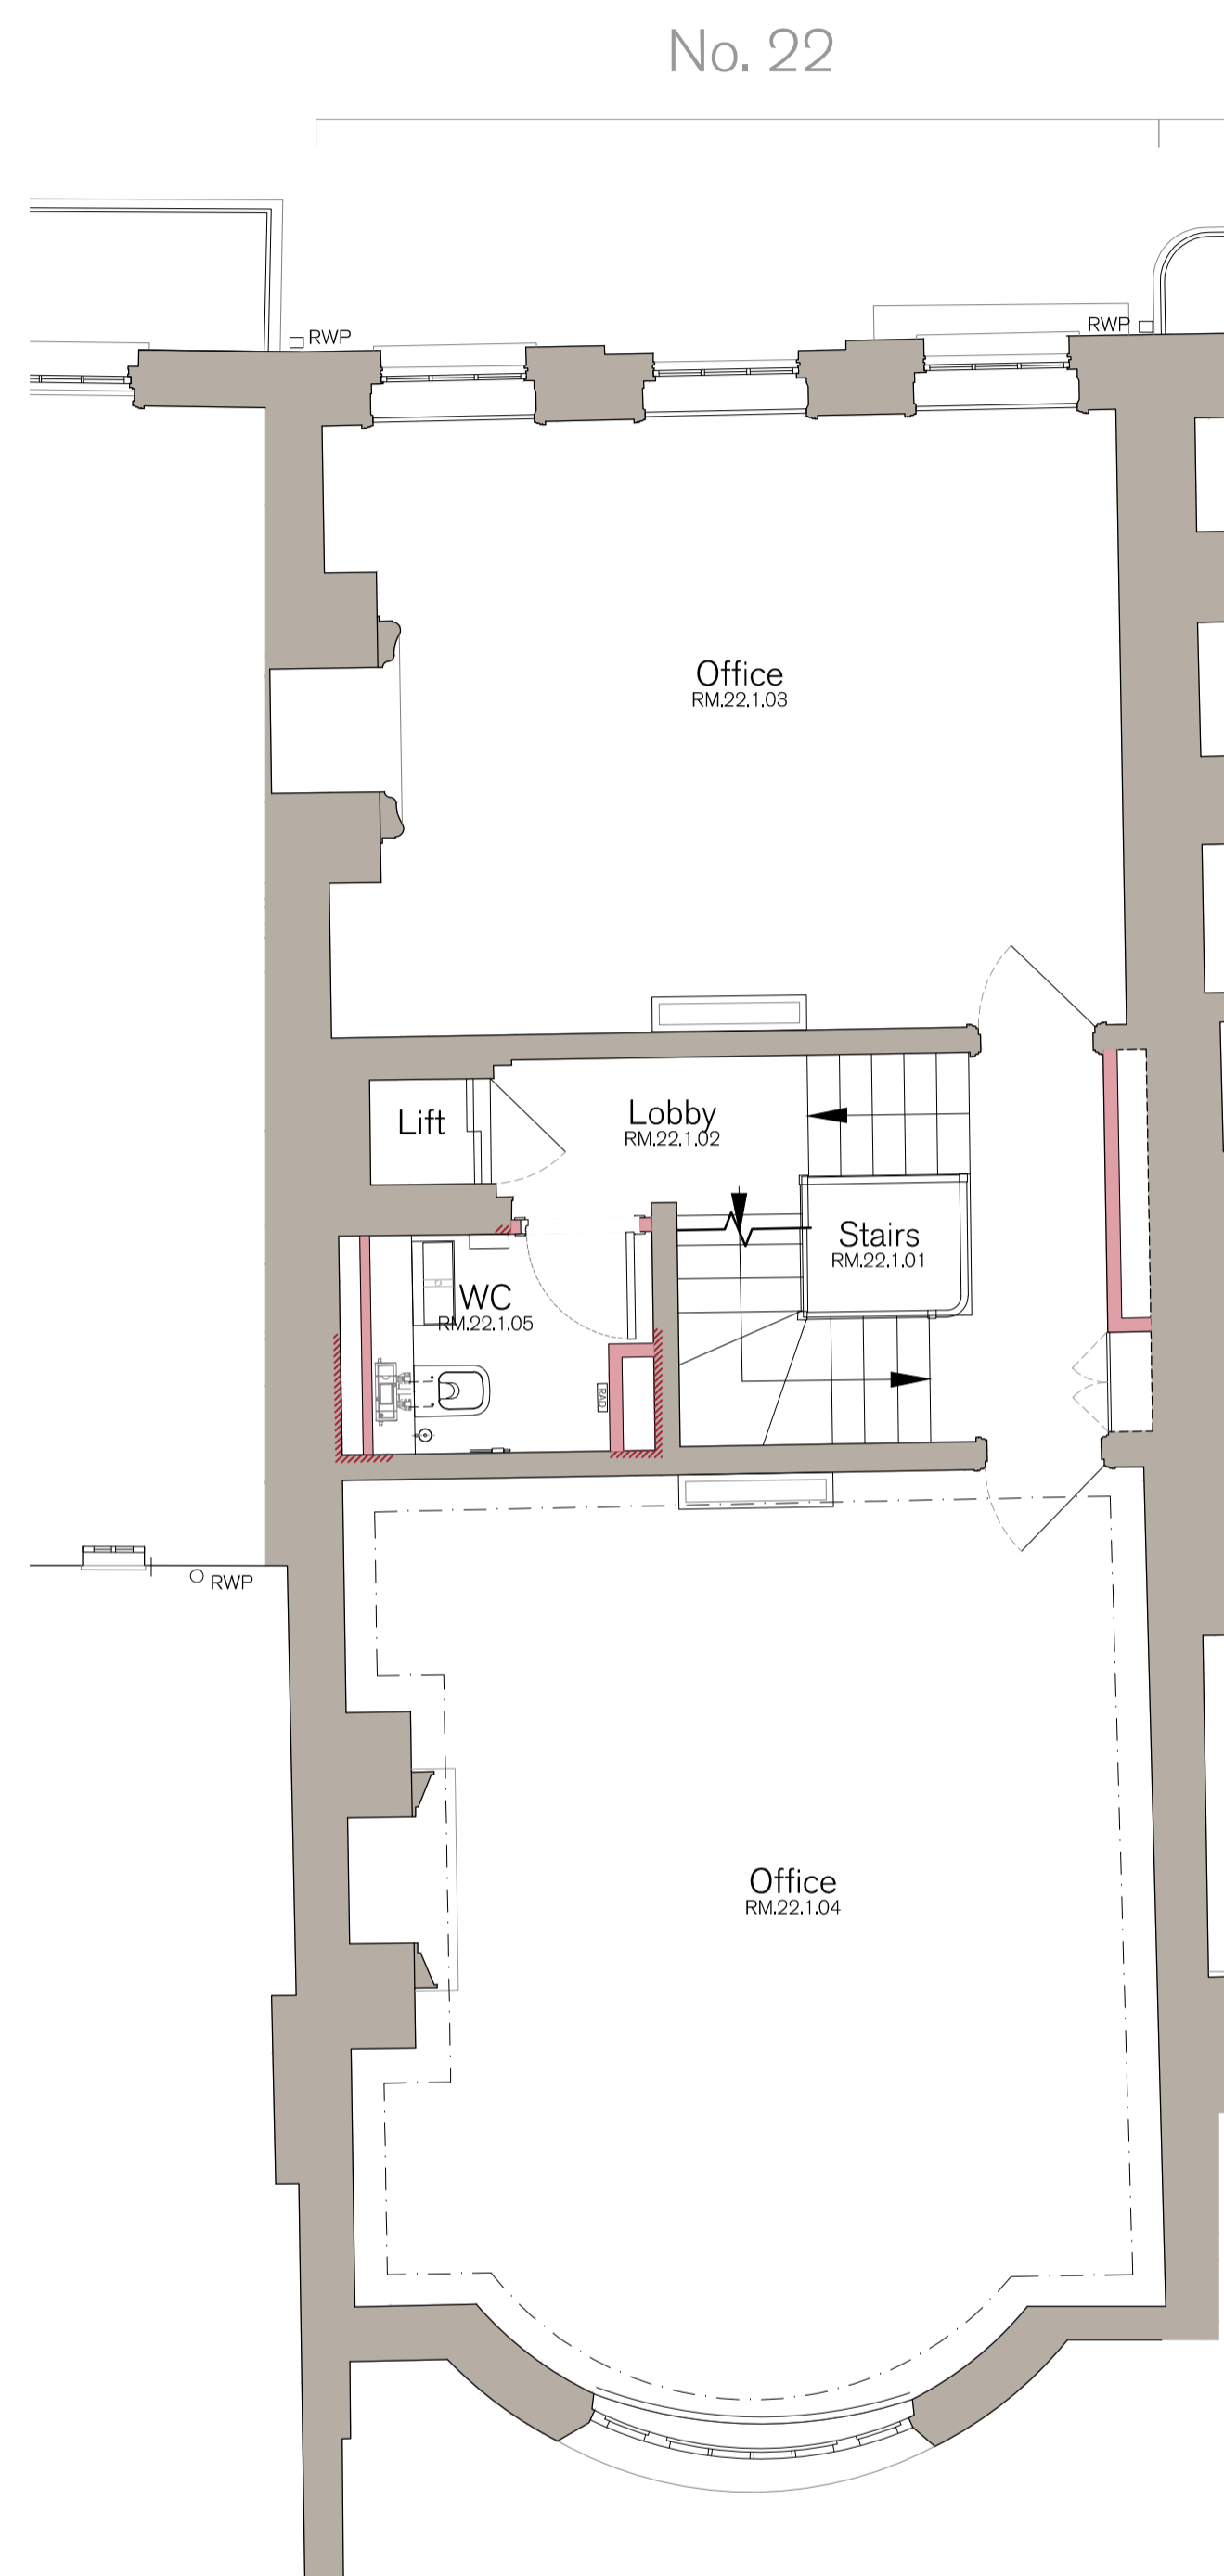 No. 22
RWP
RWP
Office
RM.22.1.03
Lift
Lobby
RM.22.1.02
Stairs
RM.22.1.01
WC
RM.22.1.05
RAD
RWP
Office
RM.22.1.04